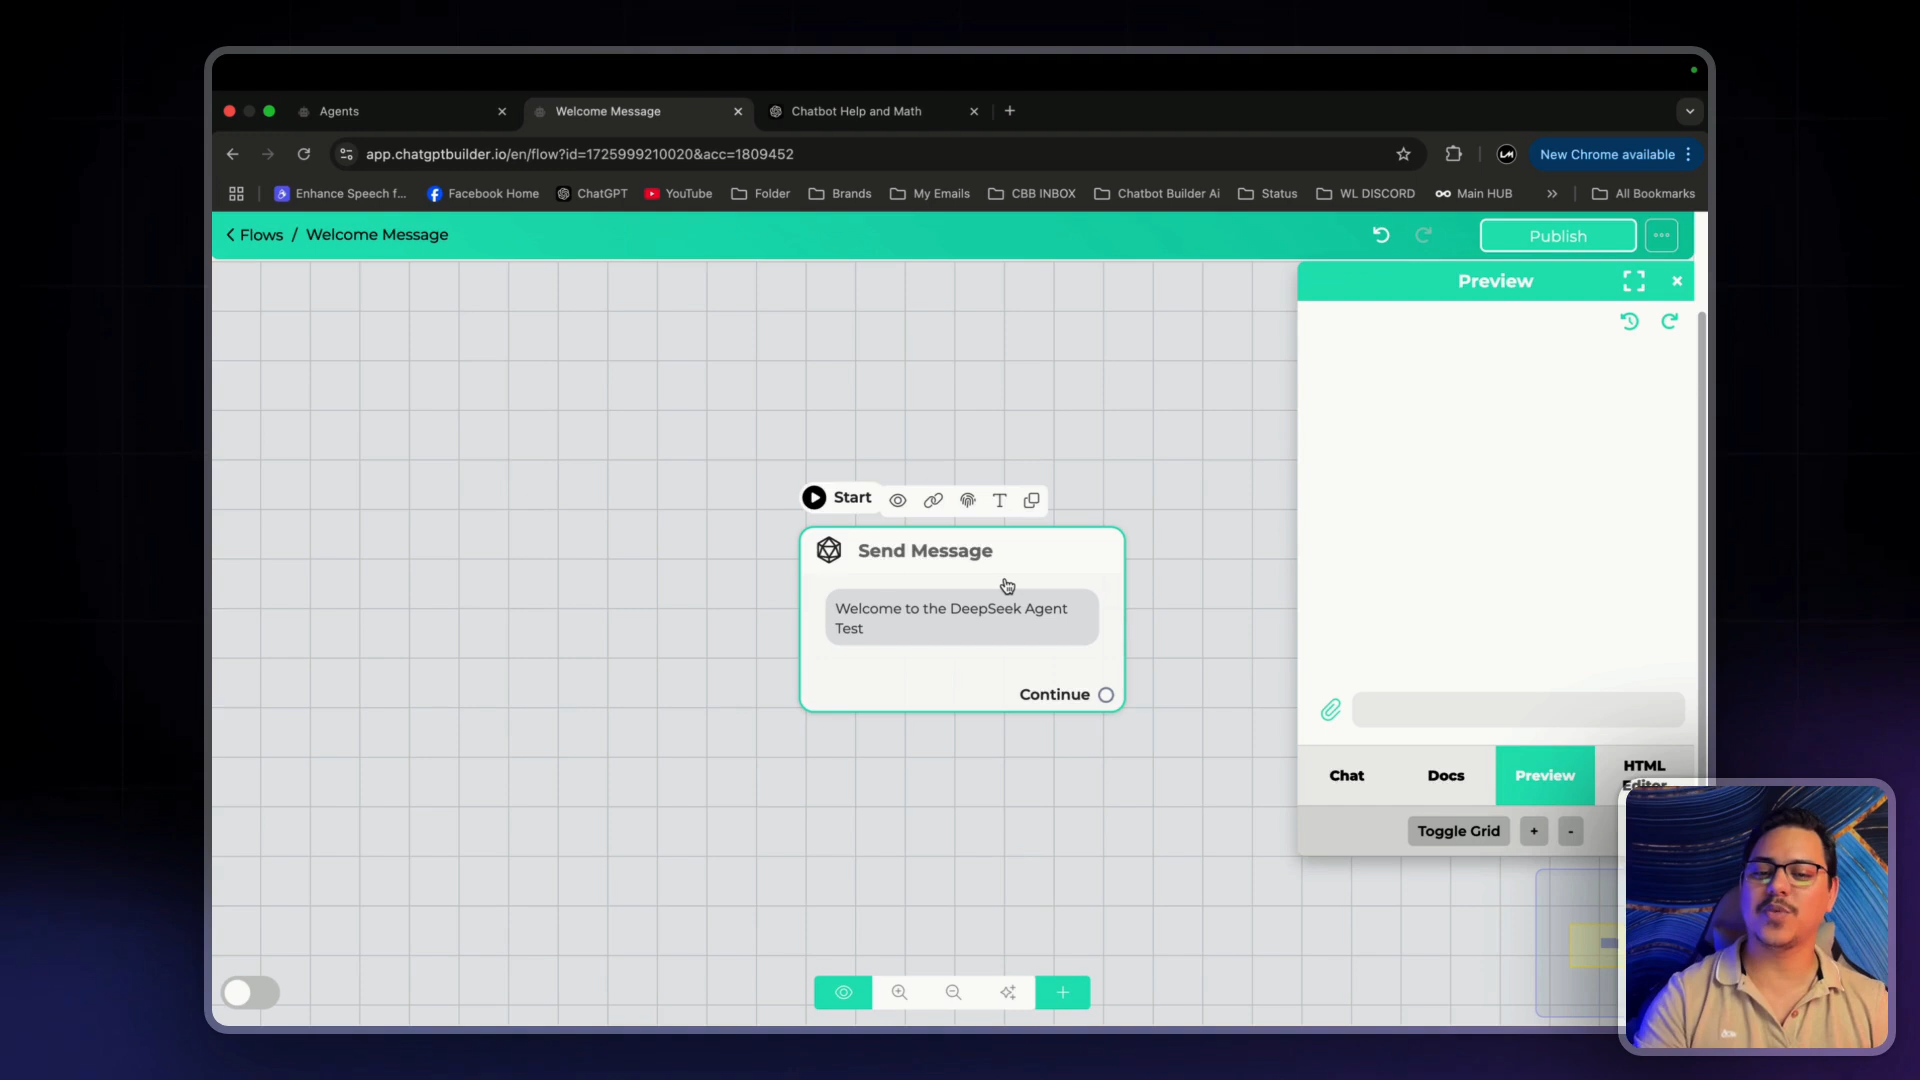 Agents
Welcome Message
Chatbot Help and Math
app.chatgptbuilder.io/en/flow?id=1725999210020&acc=1809452
New Chrome available
Enhance Speech f...
Facebook Home
ChatGPT
YouTube
Folder
Brands
My Emails
CBB INBOX
Chatbot Builder Ai
Status
WL DISCORD
Main HUB
All Bookmarks
Flows / Welcome Message
Publish
Preview
Start
Send Message
Welcome to the DeepSeek Agent
Test
Continue
Chat
Docs
Preview
HTML
Editor
Toggle Grid
+
-